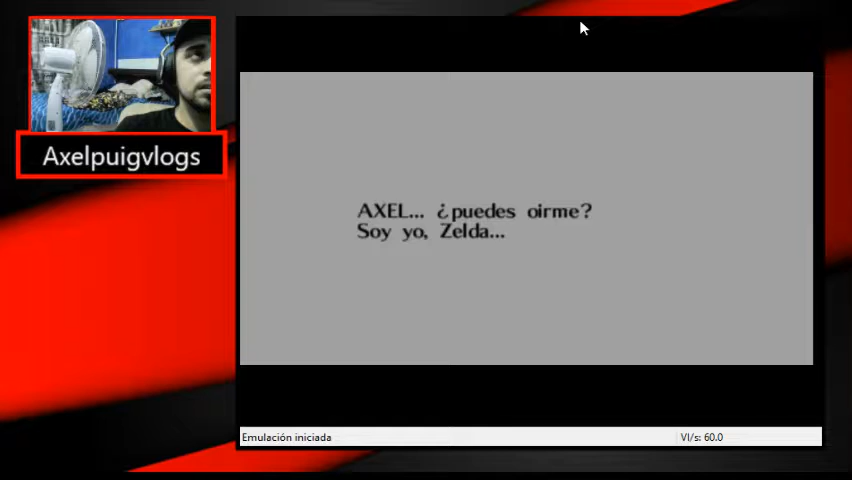 Axelpuigvlogs
AXEL... ¿puedes oirme?
Soy yo, Zelda...
Emulación iniciada
VI/s: 60.0